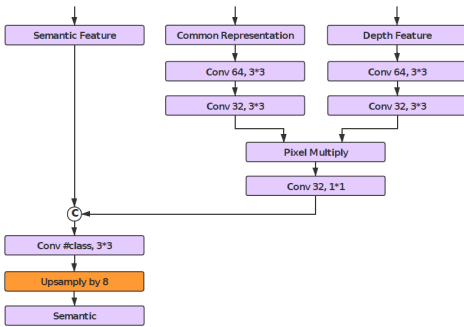 Semantic Feature
Common Representation
Depth Feature
Conv 64, 3*3
Conv 64, 3*3
Conv 32, 3*3
Conv 32, 3*3
Pixel Multiply
Conv 32, 1*1
C
Conv #class, 3*3
Upsamply by 8
Semantic